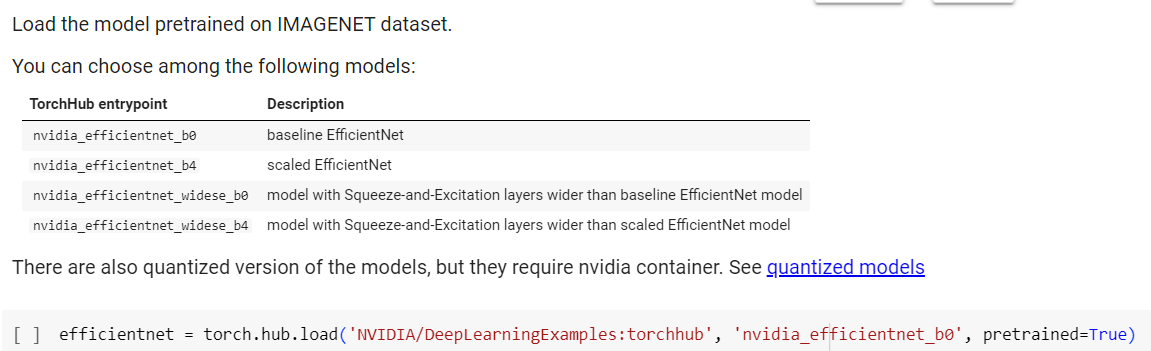 Load the model pretrained on IMAGENET dataset.
You can choose among the following models:
TorchHub entrypoint Description
nvidia_efficientnet_b0 baseline EfficientNet
nvidia_efficientnet_b4 scaled EfficientNet
nvidia_efficientnet_widese_b0 model with Squeeze-and-Excitation layers wider than baseline EfficientNet model
nvidia_efficientnet_widese_b4 model with Squeeze-and-Excitation layers wider than scaled EfficientNet model
There are also quantized version of the models, but they require nvidia container. See quantized models
[ ] efficientnet = torch.hub.load('NVIDIA/DeepLearningExamples:torchhub', 'nvidia_efficientnet_b0', pretrained=True)